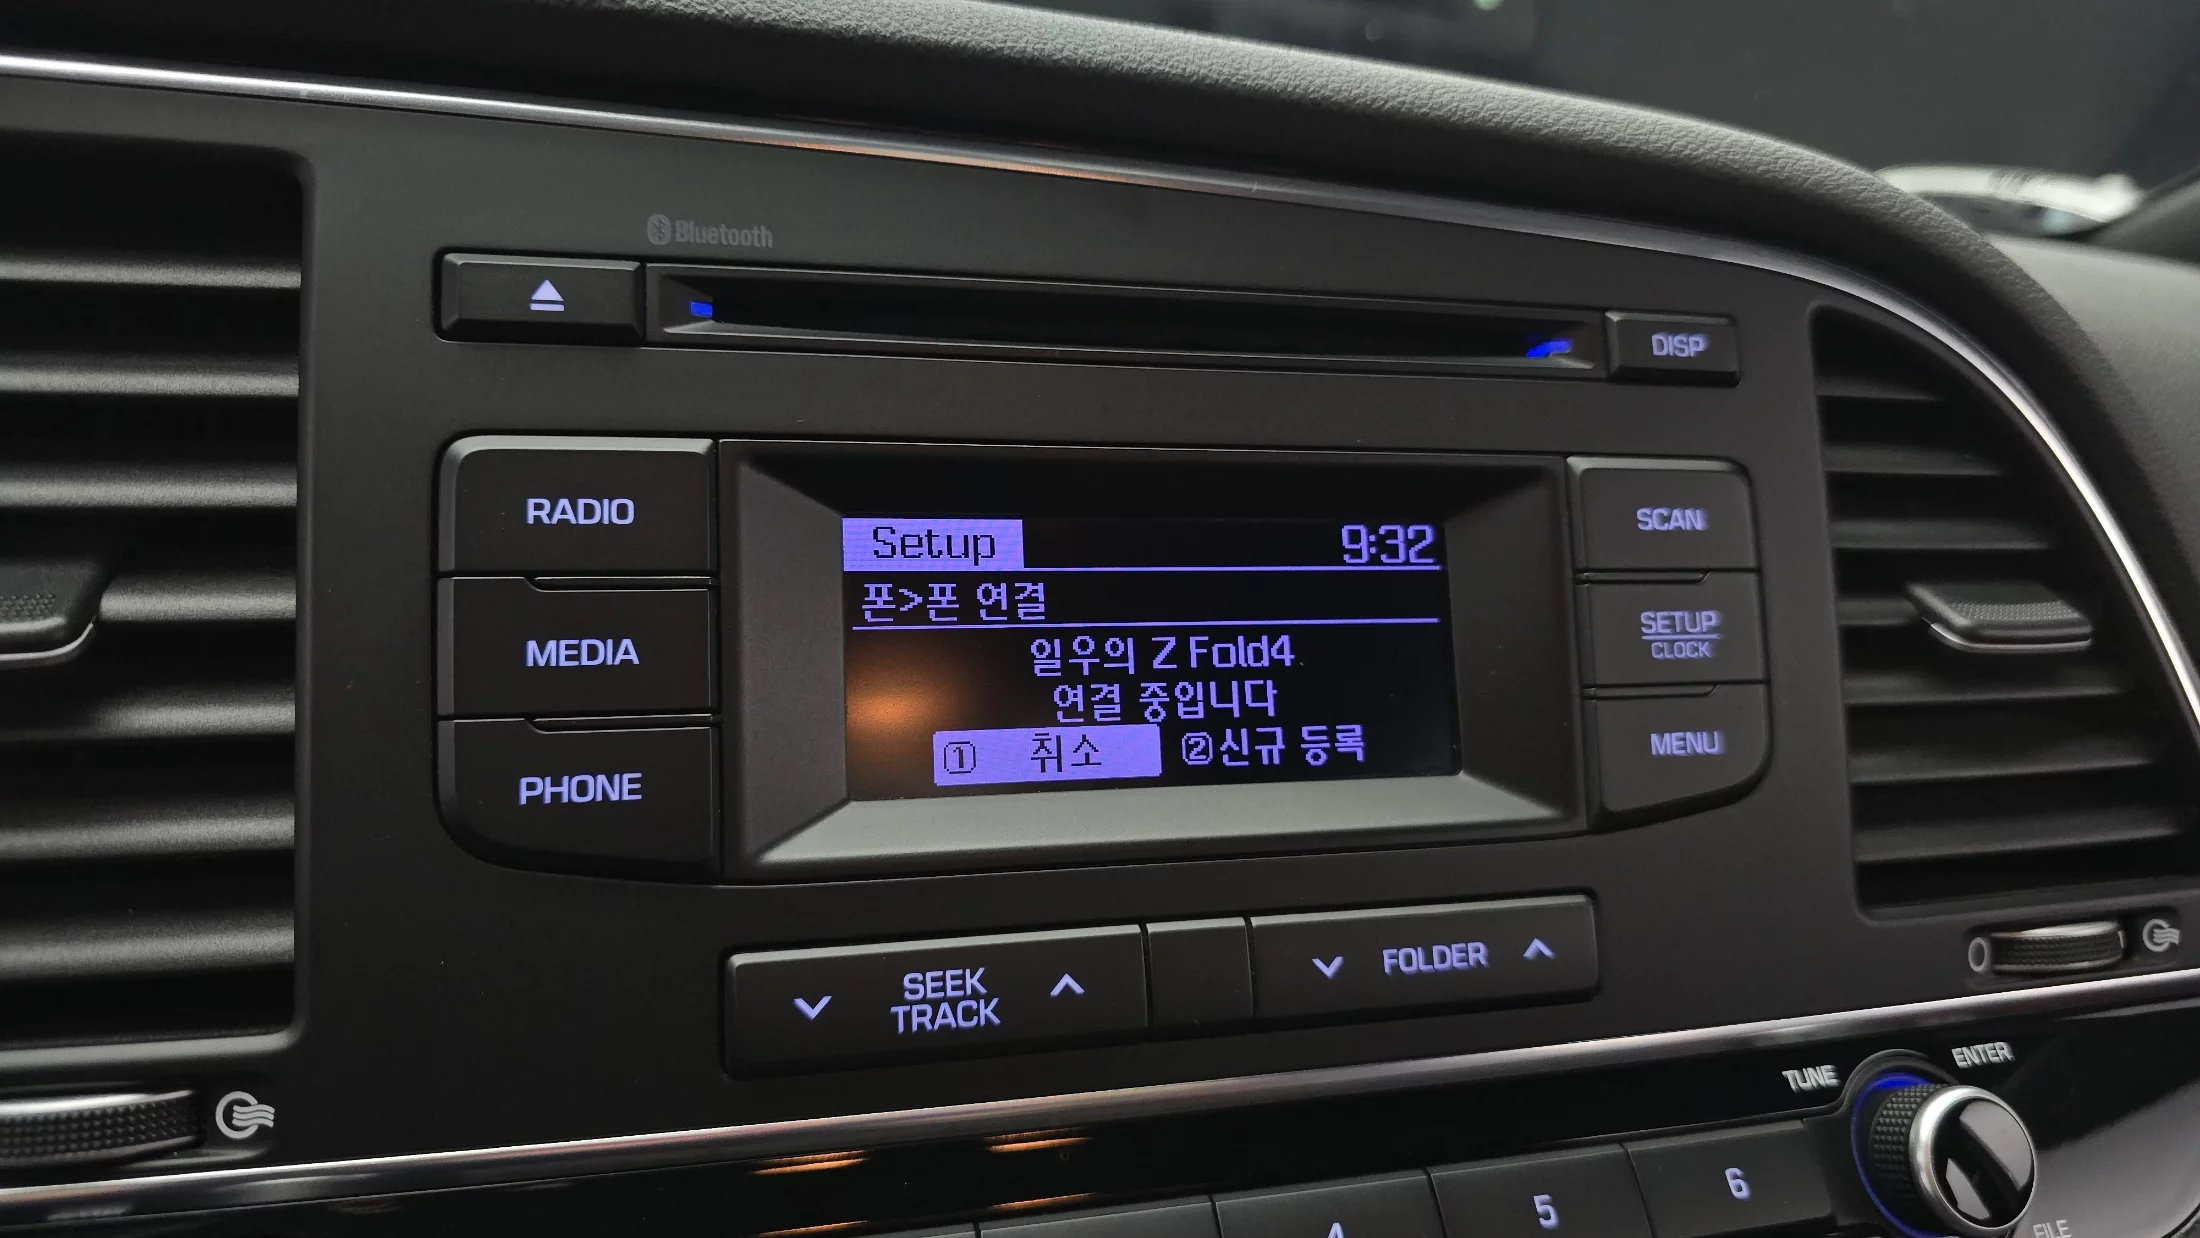 Bluetooth
DISP
RADIO
MEDIA
PHONE
Setup 9:32
폰>폰 연결
일우의 Z Fold4
연결 중입니다
① 취소 ②신규 등록
SCAN
SETUP
CLOCK
MENU
SEEK
TRACK
FOLDER
0
TUNE
ENTER
4
5
6
FILE